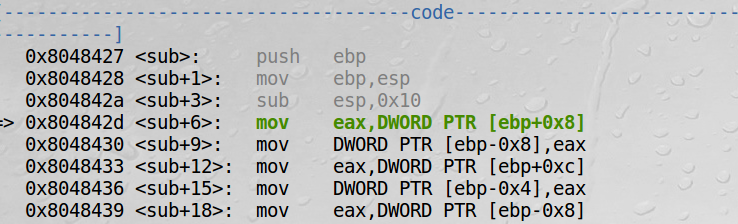 -----------------------------------code------------------------
-----------]
0x8048427 <sub>: push ebp
0x8048428 <sub+1>: mov ebp,esp
0x804842a <sub+3>: sub esp,0x10
=> 0x804842d <sub+6>: mov eax,DWORD PTR [ebp+0x8]
0x8048430 <sub+9>: mov DWORD PTR [ebp-0x8],eax
0x8048433 <sub+12>: mov eax,DWORD PTR [ebp+0xc]
0x8048436 <sub+15>: mov DWORD PTR [ebp-0x4],eax
0x8048439 <sub+18>: mov eax,DWORD PTR [ebp-0x8]